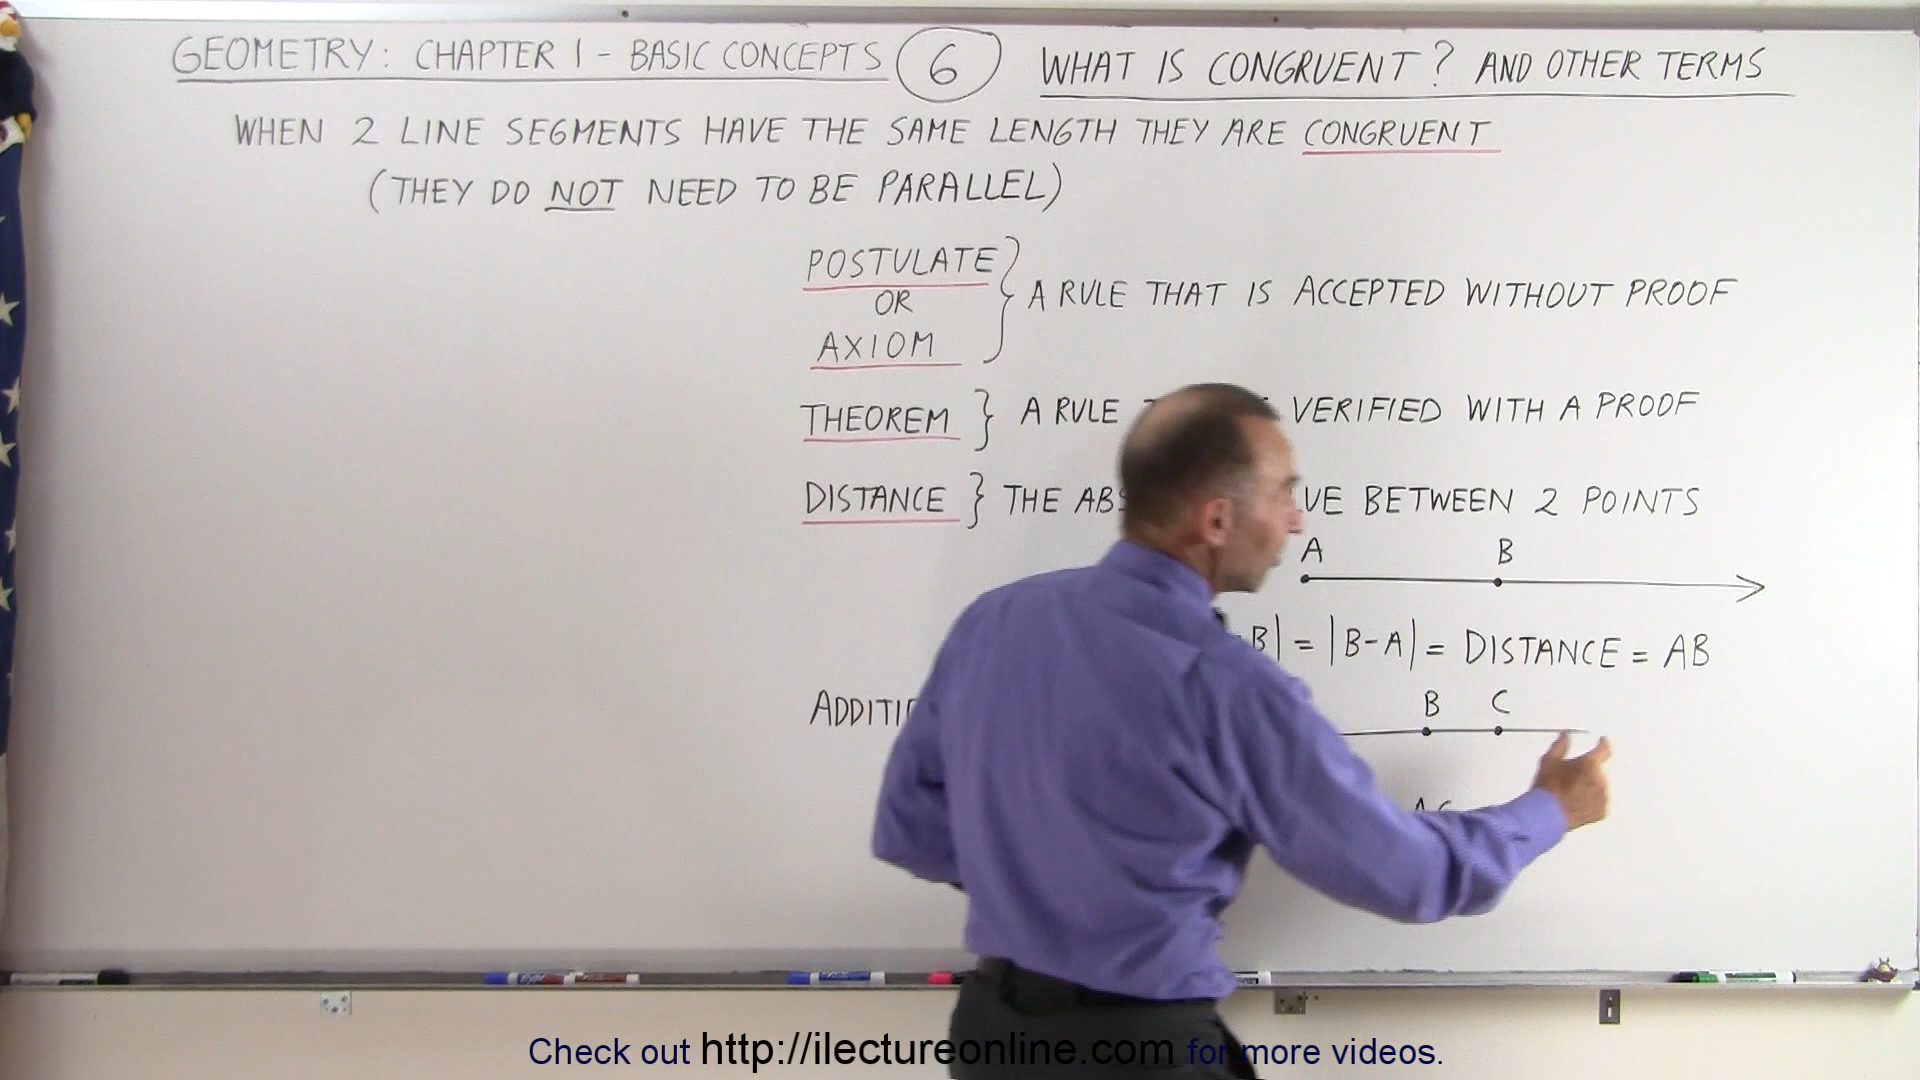 GEOMETRY: CHAPTER 1 - BASIC CONCEPTS 6 WHAT IS CONGRUENT? AND OTHER TERMS
WHEN 2 LINE SEGMENTS HAVE THE SAME LENGTH THEY ARE CONGRUENT
(THEY DO NOT NEED TO BE PARALLEL)
POSTULATE
OR
AXIOM
} A RULE THAT IS ACCEPTED WITHOUT PROOF
THEOREM } A RULE VERIFIED WITH A PROOF
DISTANCE } THE BETWEEN 2 POINTS
A B
B| = |B-A| = DISTANCE = AB
B C
Check out http://ilectureonline.com for more videos.